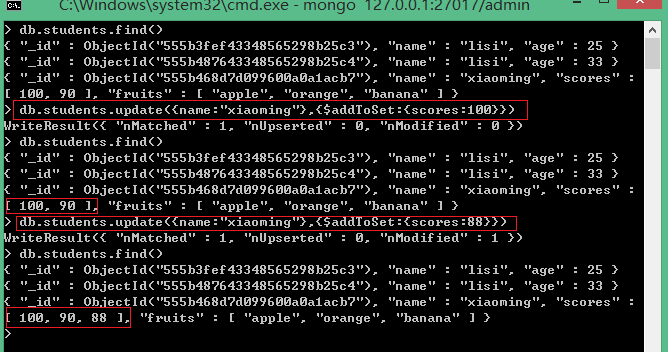 C:\Windows\system32\cmd.exe - mongo 127.0.0.1:27017/admin
> db.students.find()
{ "_id" : ObjectId("555b3fef43348565298b25c3"), "name" : "lisi", "age" : 25 }
{ "_id" : ObjectId("555b487643348565298b25c4"), "name" : "lisi", "age" : 33 }
{ "_id" : ObjectId("555b468d7d099600a0a1acb7"), "name" : "xiaoming", "scores" :
[ 100, 90 ], "fruits" : [ "apple", "orange", "banana" ] }
> db.students.update({name:"xiaoming"},{$addToSet:{scores:100}})
WriteResult({ "nMatched" : 1, "nUpserted" : 0, "nModified" : 0 })
> db.students.find()
{ "_id" : ObjectId("555b3fef43348565298b25c3"), "name" : "lisi", "age" : 25 }
{ "_id" : ObjectId("555b487643348565298b25c4"), "name" : "lisi", "age" : 33 }
{ "_id" : ObjectId("555b468d7d099600a0a1acb7"), "name" : "xiaoming", "scores" :
[ 100, 90 ], "fruits" : [ "apple", "orange", "banana" ] }
> db.students.update({name:"xiaoming"},{$addToSet:{scores:88}})
WriteResult({ "nMatched" : 1, "nUpserted" : 0, "nModified" : 1 })
> db.students.find()
{ "_id" : ObjectId("555b3fef43348565298b25c3"), "name" : "lisi", "age" : 25 }
{ "_id" : ObjectId("555b487643348565298b25c4"), "name" : "lisi", "age" : 33 }
{ "_id" : ObjectId("555b468d7d099600a0a1acb7"), "name" : "xiaoming", "scores" :
[ 100, 90, 88 ], "fruits" : [ "apple", "orange", "banana" ] }
>